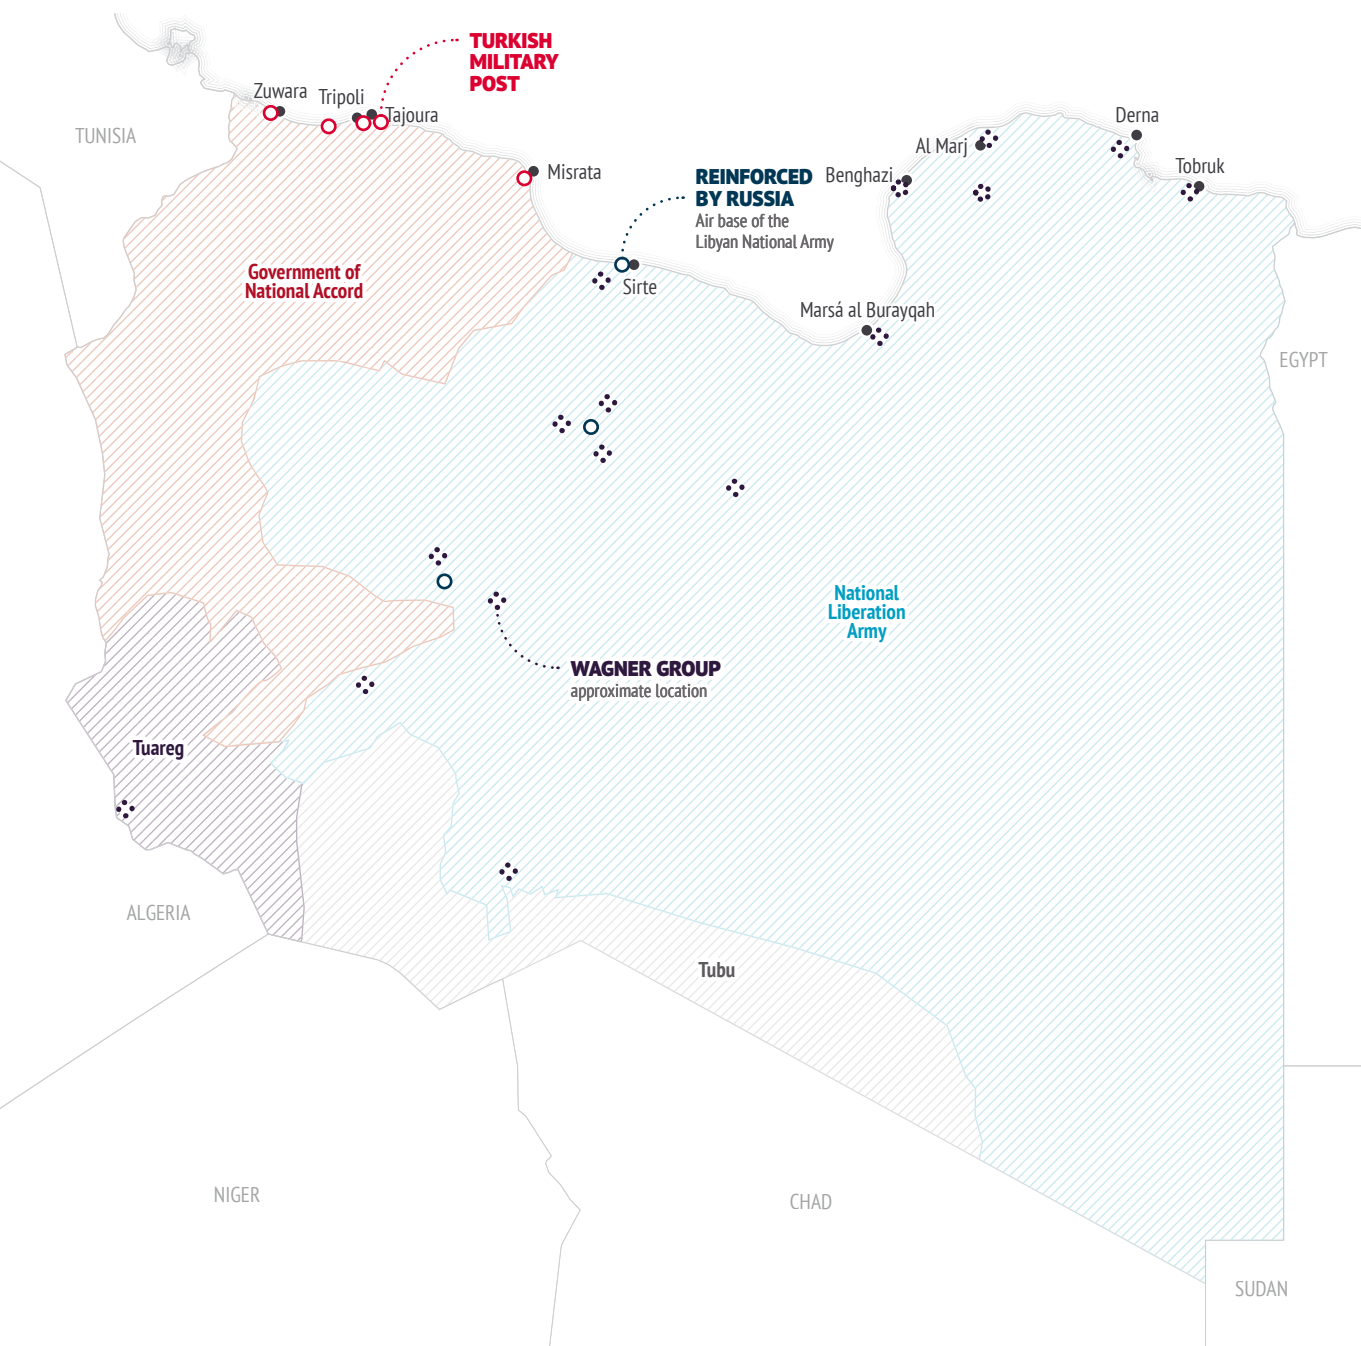 TURKISH
MILITARY
POST
Zuwara
Tripoli
Tajoura
TUNISIA
Misrata
Derna
Al Marj
Tobruk
Benghazi
REINFORCED
BY RUSSIA
Air base of the
Libyan National Army
Government of
National Accord
Sirte
Marsá al Burayqah
EGYPT
National
Liberation
Army
WAGNER GROUP
approximate location
Tuareg
ALGERIA
Tubu
NIGER
CHAD
SUDAN